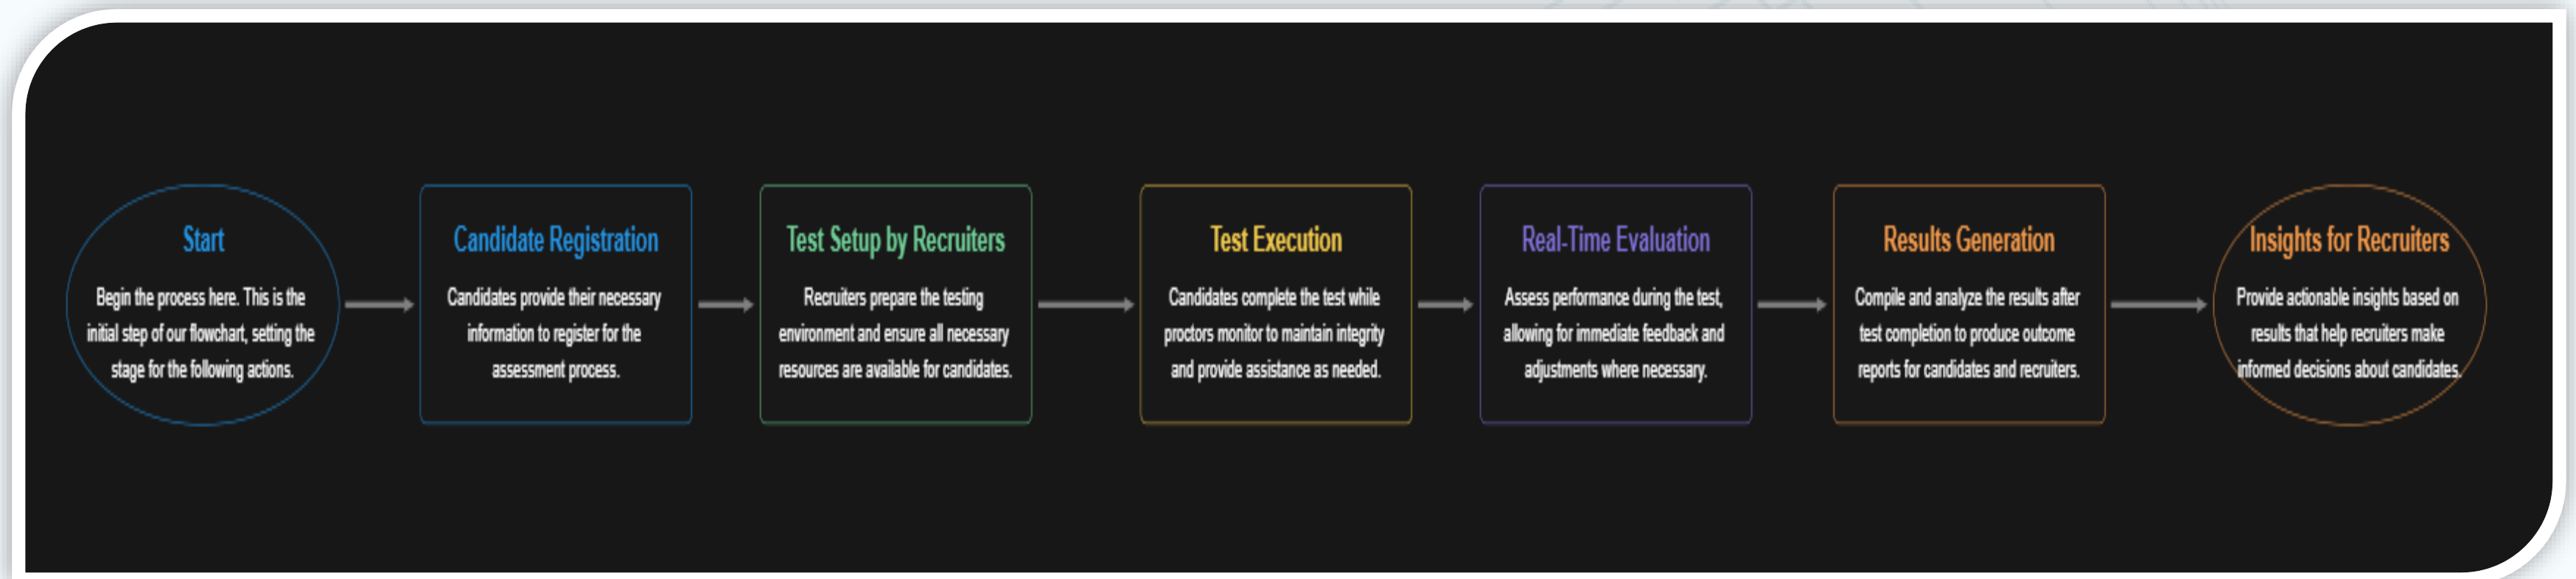 Start
Begin the process here. This is the
initial step of our flowchart, setting the
stage for the following actions.
Candidate Registration
Candidates provide their necessary
information to register for the
assessment process.
Test Setup by Recruiters
Recruiters prepare the testing
environment and ensure all necessary
resources are available for candidates.
Test Execution
Candidates complete the test while
proctors monitor to maintain integrity
and provide assistance as needed.
Real-Time Evaluation
Assess performance during the test,
allowing for immediate feedback and
adjustments where necessary.
Results Generation
Compile and analyze the results after
test completion to produce outcome
reports for candidates and recruiters.
Insights for Recruiters
Provide actionable insights based on
results that help recruiters make
informed decisions about candidates.